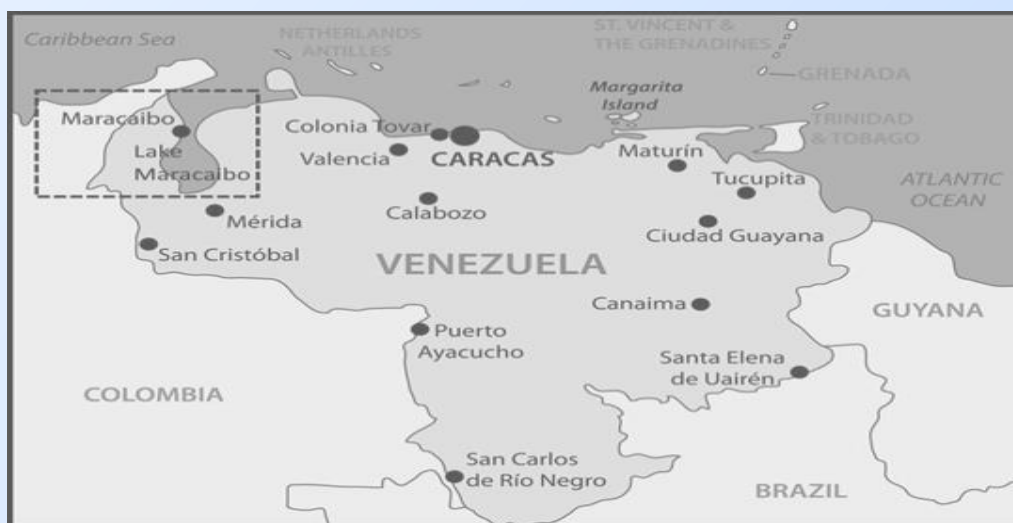 Caribbean Sea
NETHERLANDS
ANTILLES
ST. VINCENT &
THE GRENADINES
GRENADA
Margarita
Island
TRINIDAD
& TOBAGO
Maracaibo
Colonia Tovar
CARACAS
Valencia
Lake
Maracaibo
Maturín
Tucupita
ATLANTIC
OCEAN
Mérida
Calabozo
Ciudad Guayana
San Cristóbal
VENEZUELA
Canaima
GUYANA
Puerto
Ayacucho
Santa Elena
de Uairén
COLOMBIA
San Carlos
de Río Negro
BRAZIL